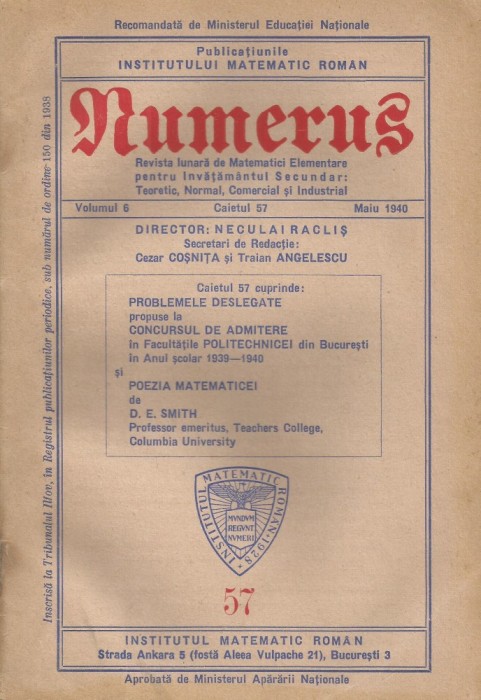 Recomandată de Ministerul Educației Naționale
Publicațiunile
INSTITUTULUI MATEMATIC ROMÂN
Numerus
Revista lunară de Matematici Elementare
pentru Invățământul Secundar:
Teoretic, Normal, Comercial și Industrial
Volumul 6 Caietul 57 Maiu 1940
DIRECTOR: NECULAI RACLIȘ
Secretari de Redacție:
Cezar COȘNIȚA și Traian ANGELESCU
Caietul 57 cuprinde:
PROBLEMELE DESLEGATE
propuse la
CONCURSUL DE ADMITERE
în Facultățile POLITECHNICEI din București
în Anul școlar 1939—1940
și
POEZIA MATEMATICEI
de
D. E. SMITH
Professor emeritus, Teachers College,
Columbia University
INSTITUTUL MATEMATIC ROMAN·1928·
MVNDVM
REGVNT
NVMERI
57
INSTITUTUL MATEMATIC ROMAN
Strada Ankara 5 (fostă Aleea Vulpache 21), București 3
Aprobată de Ministerul Apărării Naționale
Inscrisă la Tribunalul Ilfov, în Registrul publicațiunilor periodice, sub numărul de ordine 150 din 1938